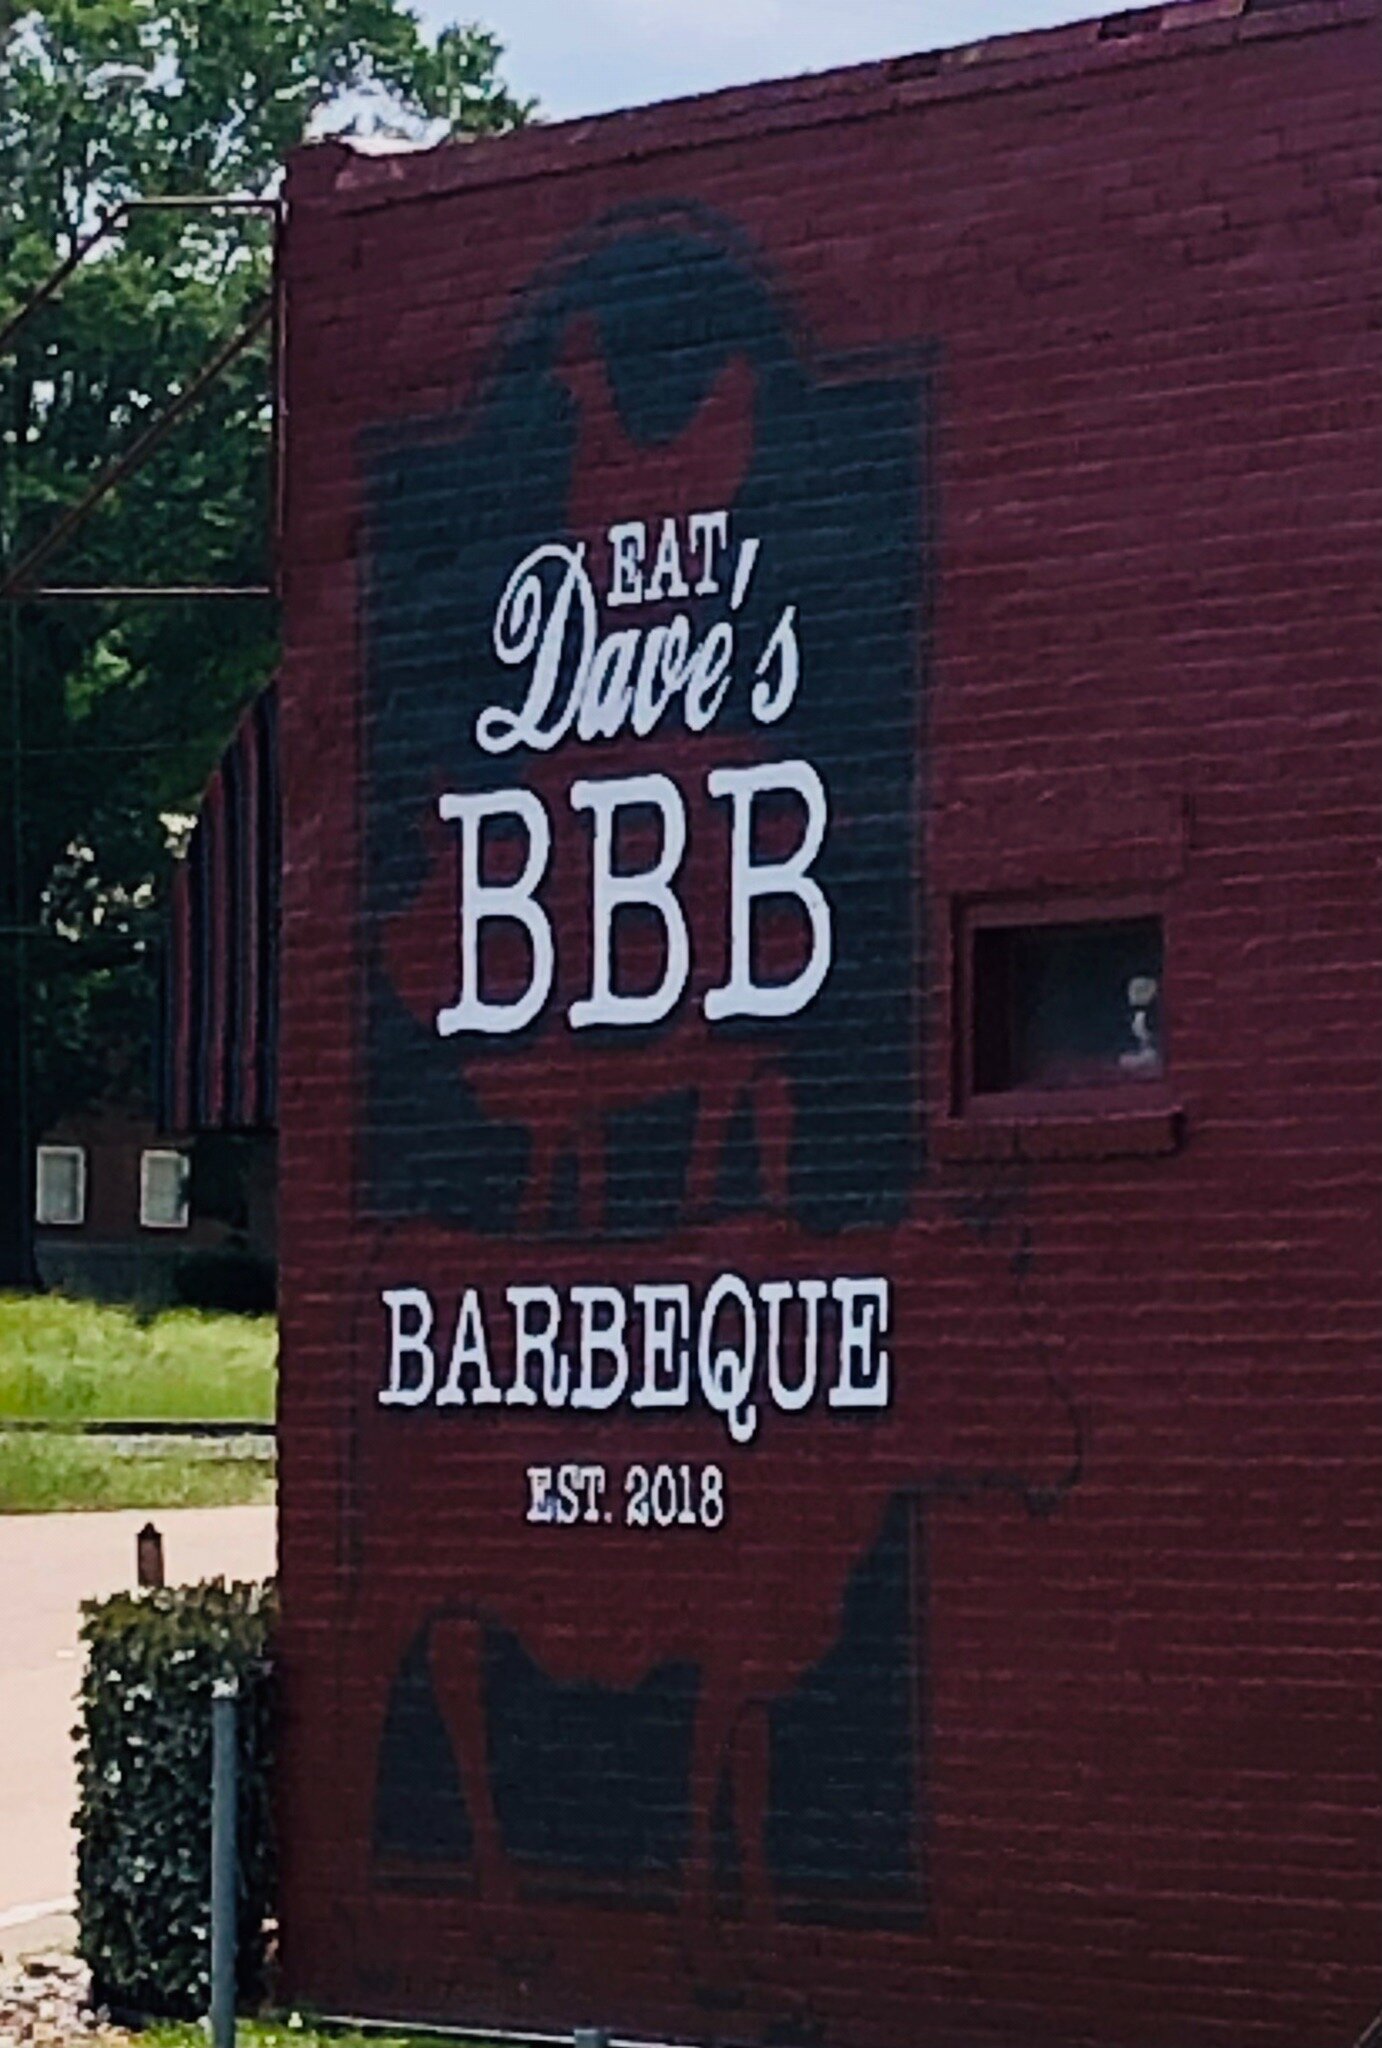 EAT
Dave's
BBB
BARBEQUE
EST. 2018